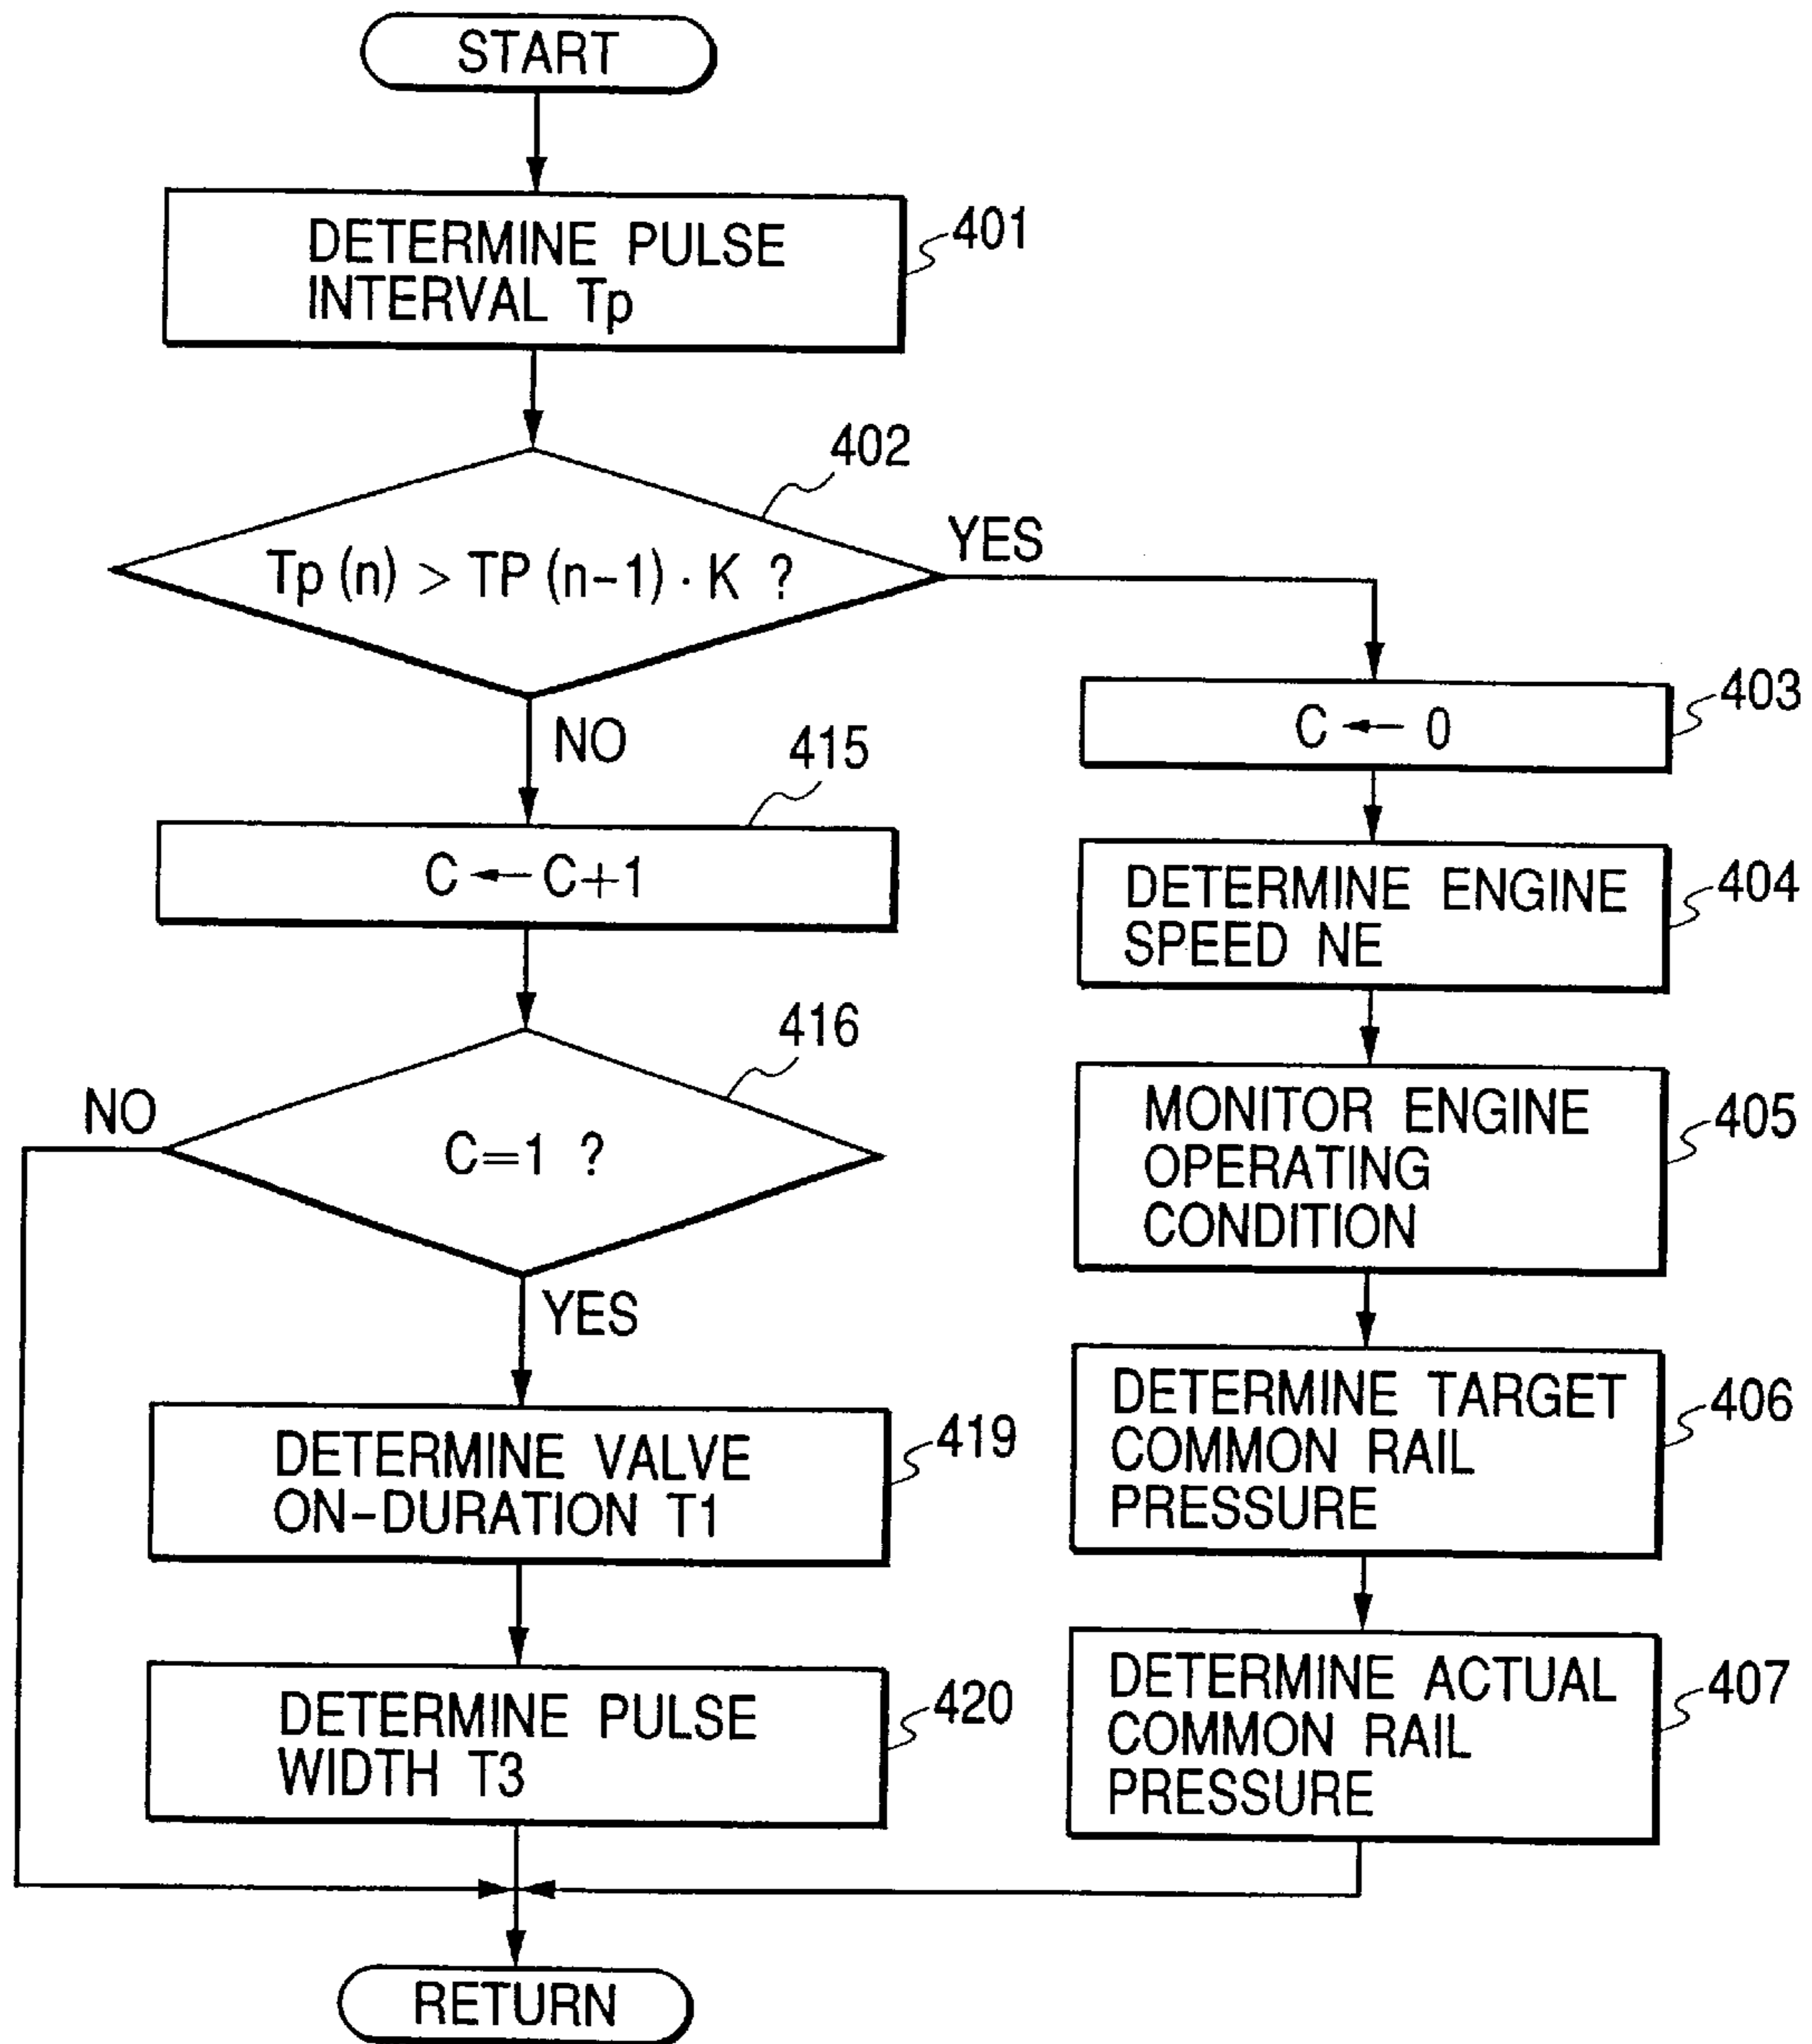 START
DETERMINE PULSE
INTERVAL Tp
401
402
Tp (n) > TP (n-1) · K ?
YES
NO
403
C ← 0
415
C ← C+1
404
DETERMINE ENGINE
SPEED NE
416
C=1 ?
NO
YES
405
MONITOR ENGINE
OPERATING
CONDITION
406
DETERMINE TARGET
COMMON RAIL
PRESSURE
419
DETERMINE VALVE
ON-DURATION T1
407
DETERMINE ACTUAL
COMMON RAIL
PRESSURE
420
DETERMINE PULSE
WIDTH T3
RETURN